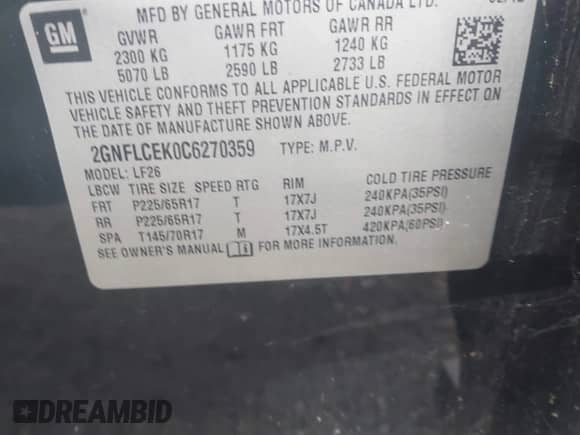 MFD BY GENERAL MOTORS OF CANADA LTD.
GM
GVWR GAWR FRT GAWR RR
2300 KG 1175 KG 1240 KG
5070 LB 2590 LB 2733 LB
THIS VEHICLE CONFORMS TO ALL APPLICABLE U.S. FEDERAL MOTOR
VEHICLE SAFETY AND THEFT PREVENTION STANDARDS IN EFFECT ON
THE DATE OF MANUFACTURE SHOWN ABOVE.
2GNFLCEK0C6270359 TYPE: M.P.V.
MODEL: LF26
LBCW TIRE SIZE SPEED RTG RIM COLD TIRE PRESSURE
FRT P225/65R17 T 17X7J 240KPA(35PSI)
RR P225/65R17 T 17X7J 240KPA(35PSI)
SPA T145/70R17 M 17X4.5T 420KPA(60PSI)
SEE OWNER'S MANUAL FOR MORE INFORMATION.
DREAMBID